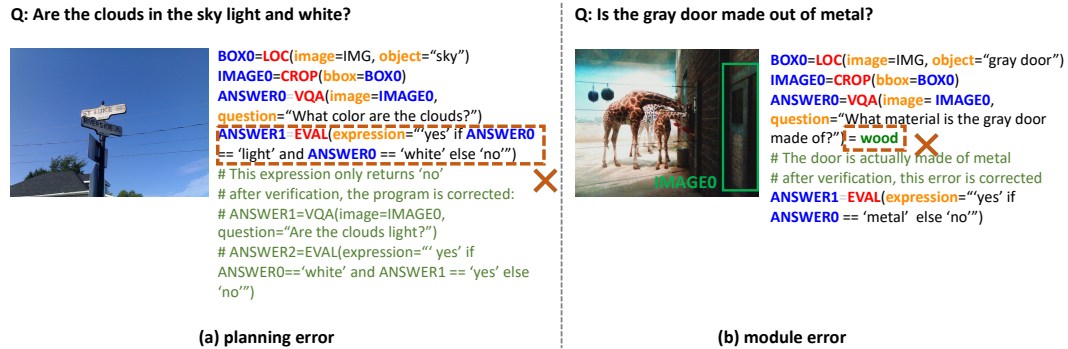 Q: Are the clouds in the sky light and white?
ST LUKE
BOX0=LOC(image=IMG, object=“sky”)
IMAGE0=CROP(bbox=BOX0)
ANSWER0=VQA(image=IMAGE0,
question=“What color are the clouds?”)
ANSWER1=EVAL(expression=“‘yes’ if ANSWER0
== ‘light’ and ANSWER0 == ‘white’ else ‘no’”)
# This expression only returns ‘no’
# after verification, the program is corrected:
# ANSWER1=VQA(image=IMAGE0,
question=“Are the clouds light?”)
# ANSWER2=EVAL(expression=“‘ yes’ if
ANSWER0==‘white’ and ANSWER1 == ‘yes’ else
‘no’”)
(a) planning error
Q: Is the gray door made out of metal?
IMAGE0
BOX0=LOC(image=IMG, object=“gray door”)
IMAGE0=CROP(bbox=BOX0)
ANSWER0=VQA(image= IMAGE0,
question=“What material is the gray door
made of?”) = wood
# The door is actually made of metal
# after verification, this error is corrected
ANSWER1=EVAL(expression=“‘yes’ if
ANSWER0 == ‘metal’ else ‘no’”)
(b) module error